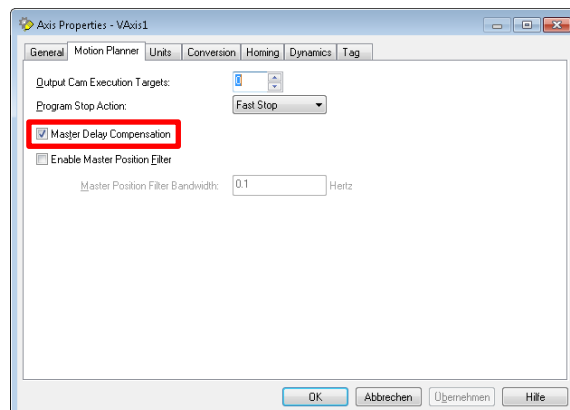 Axis Properties - VAxis1
General Motion Planner Units Conversion Homing Dynamics Tag
Output Cam Execution Targets: 0
Program Stop Action: Fast Stop
Master Delay Compensation
Enable Master Position Filter
Master Position Filter Bandwidth: 0.1 Hertz
OK Abbrechen Übernehmen Hilfe